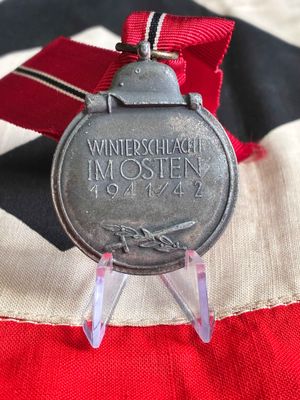 WINTERSCHLACHT
IM OSTEN
1941/42